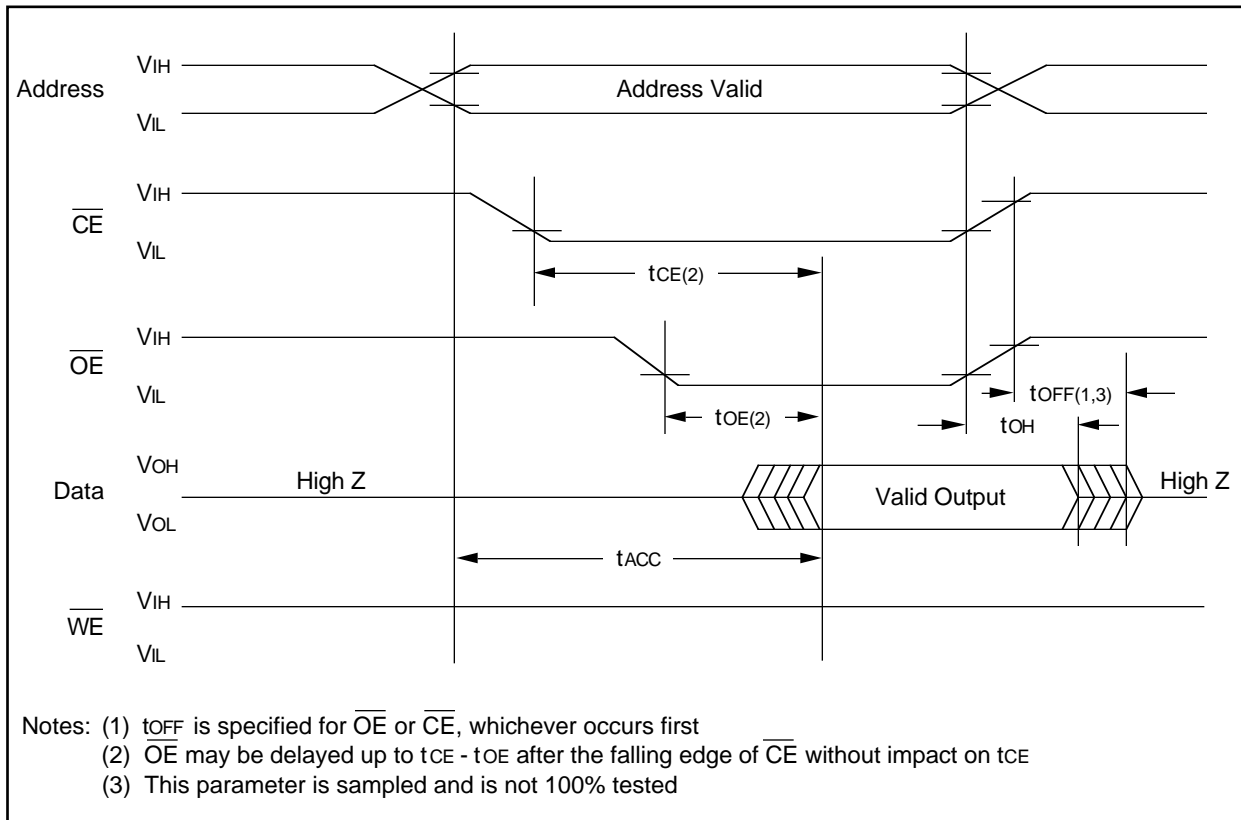 VIH
Address
Address Valid
VIL
VIH
CE
VIL
tCE(2)
VIH
OE
VIL
tOE(2)
tOFF(1,3)
tOH
VOH
Data
High Z
Valid Output
High Z
VOL
tACC
VIH
WE
VIL
Notes: (1) tOFF is specified for OE or CE, whichever occurs first
(2) OE may be delayed up to tCE - tOE after the falling edge of CE without impact on tCE
(3) This parameter is sampled and is not 100% tested